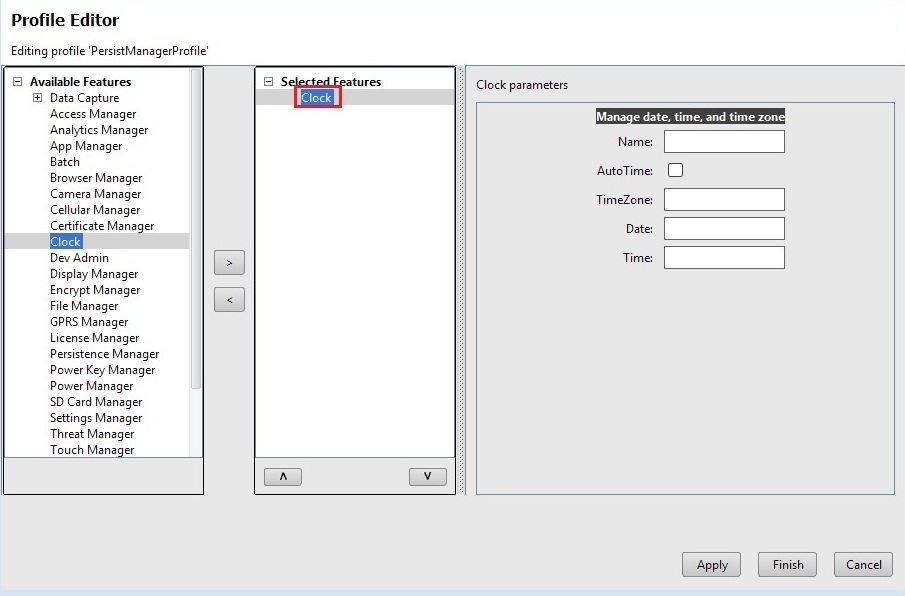 Profile Editor
Editing profile 'PersistManagerProfile'
Available Features
Data Capture
Access Manager
Analytics Manager
App Manager
Batch
Browser Manager
Camera Manager
Cellular Manager
Certificate Manager
Clock
Dev Admin
Display Manager
Encrypt Manager
File Manager
GPRS Manager
License Manager
Persistence Manager
Power Key Manager
Power Manager
SD Card Manager
Settings Manager
Threat Manager
Touch Manager
>
<
Selected Features
Clock
Λ
V
Clock parameters
Manage date, time, and time zone
Name:
AutoTime:
TimeZone:
Date:
Time:
Apply
Finish
Cancel